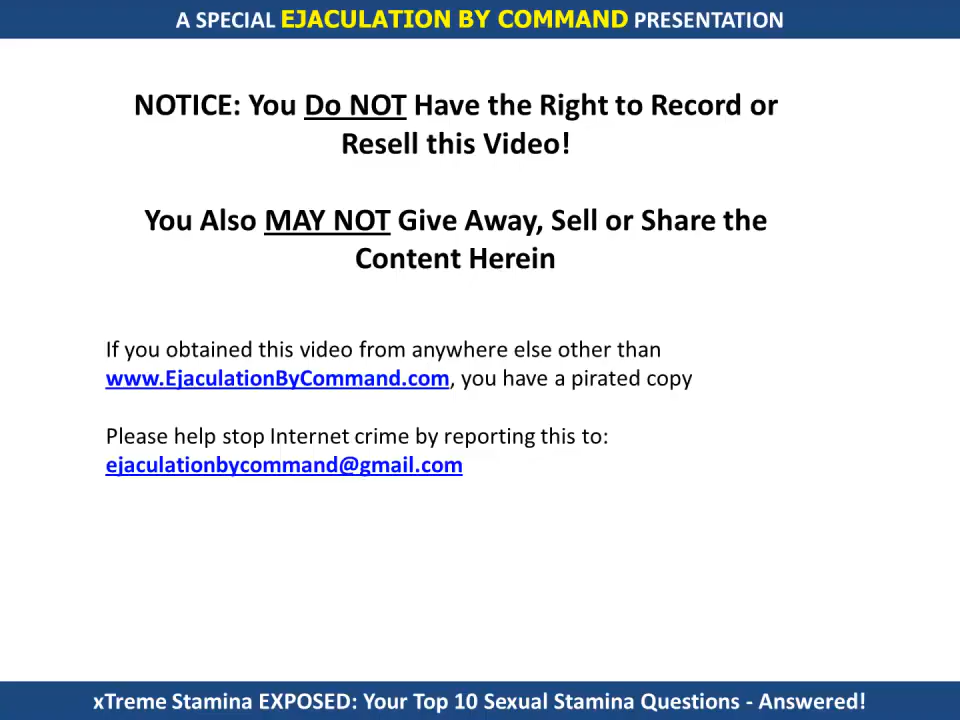 A SPECIAL EJACULATION BY COMMAND PRESENTATION
NOTICE: You Do NOT Have the Right to Record or
Resell this Video!
You Also MAY NOT Give Away, Sell or Share the
Content Herein
If you obtained this video from anywhere else other than
www.EjaculationByCommand.com, you have a pirated copy
Please help stop Internet crime by reporting this to:
ejaculationbycommand@gmail.com
xTreme Stamina EXPOSED: Your Top 10 Sexual Stamina Questions - Answered!